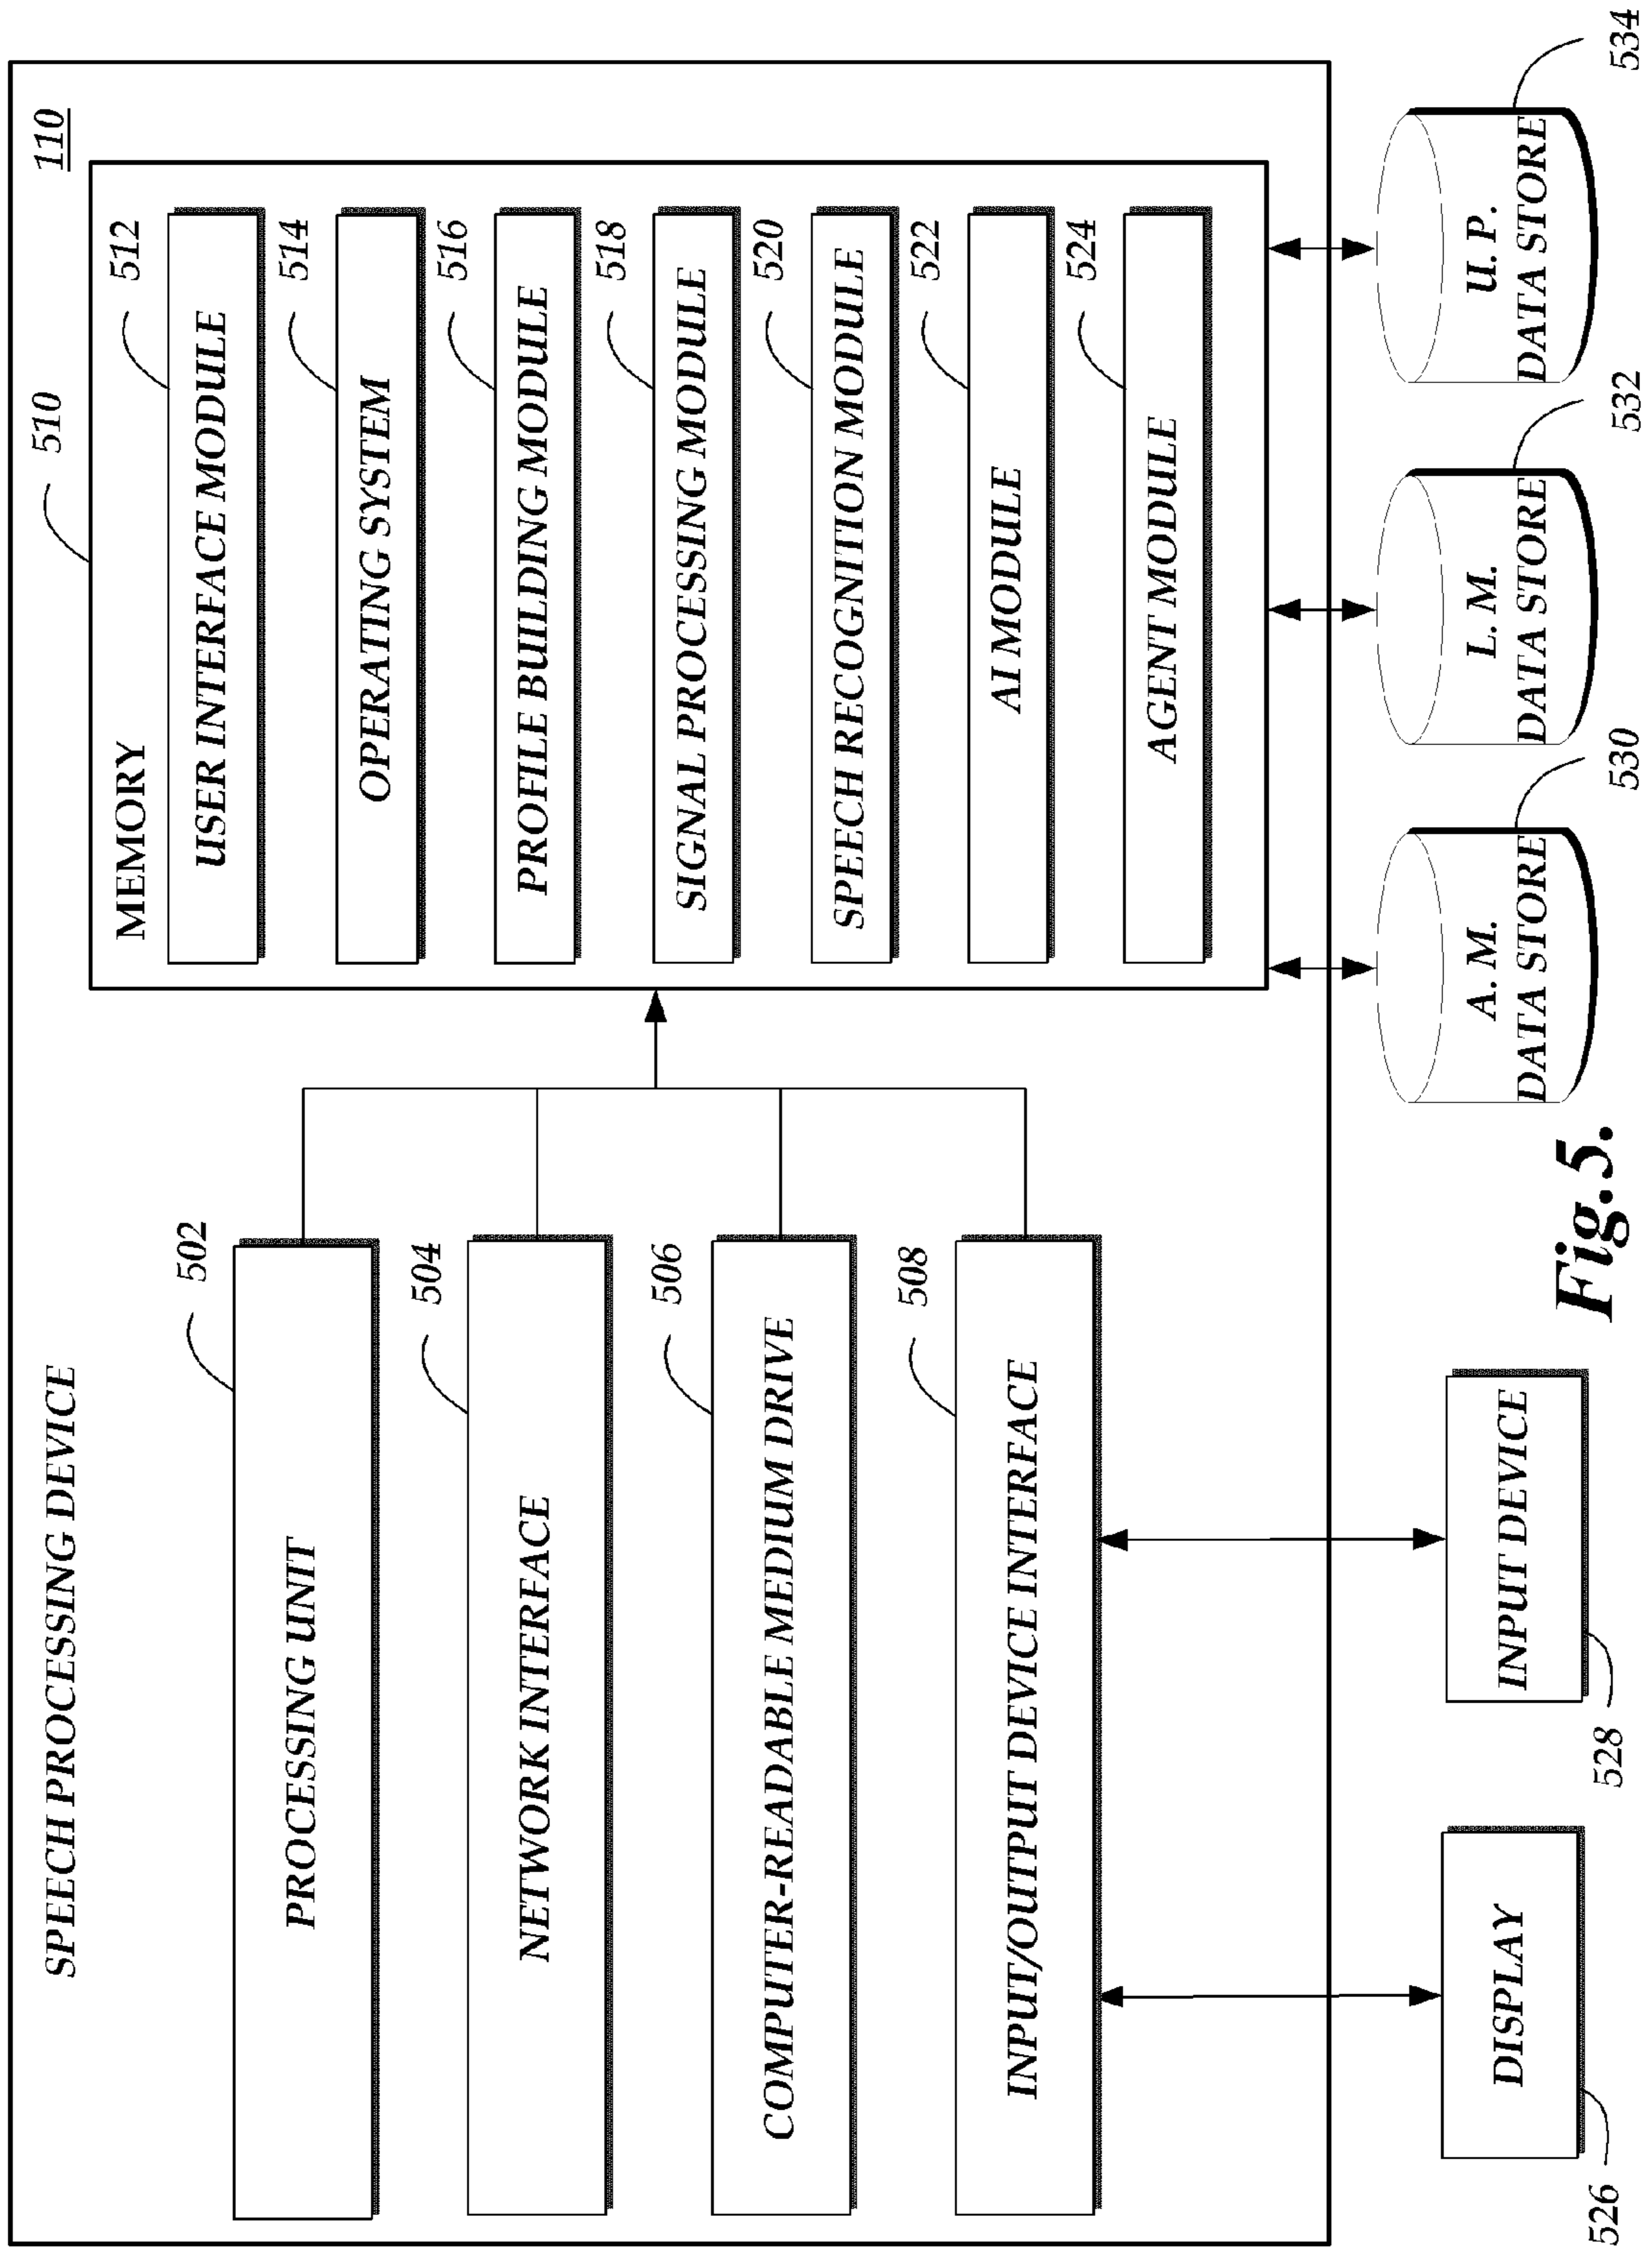 SPEECH PROCESSING DEVICE
110
502
PROCESSING UNIT
504
NETWORK INTERFACE
506
COMPUTER-READABLE MEDIUM DRIVE
508
INPUT/OUTPUT DEVICE INTERFACE
510
MEMORY
512
USER INTERFACE MODULE
514
OPERATING SYSTEM
516
PROFILE BUILDING MODULE
518
SIGNAL PROCESSING MODULE
520
SPEECH RECOGNITION MODULE
522
AI MODULE
524
AGENT MODULE
526
DISPLAY
528
INPUT DEVICE
A. M.
DATA STORE
530
L. M.
DATA STORE
532
U. P.
DATA STORE
534
Fig.5.